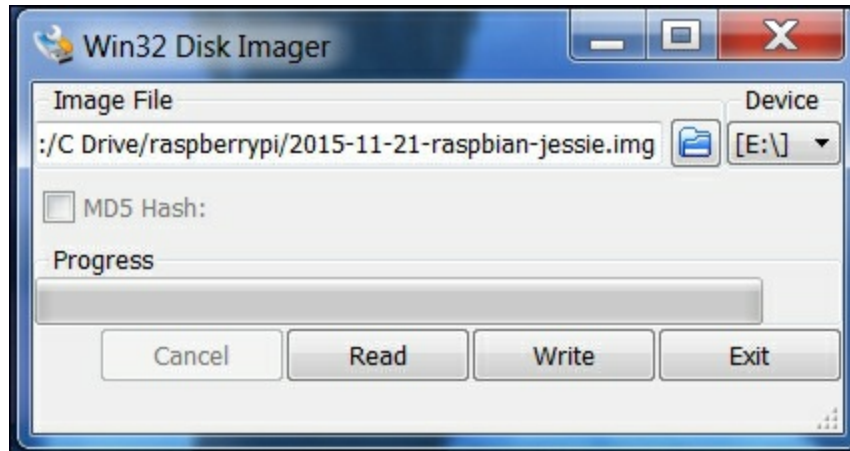 Win32 Disk Imager
Image File
Device
:/C Drive/raspberrypi/2015-11-21-raspbian-jessie.img
[E:\]
MD5 Hash:
Progress
Cancel
Read
Write
Exit